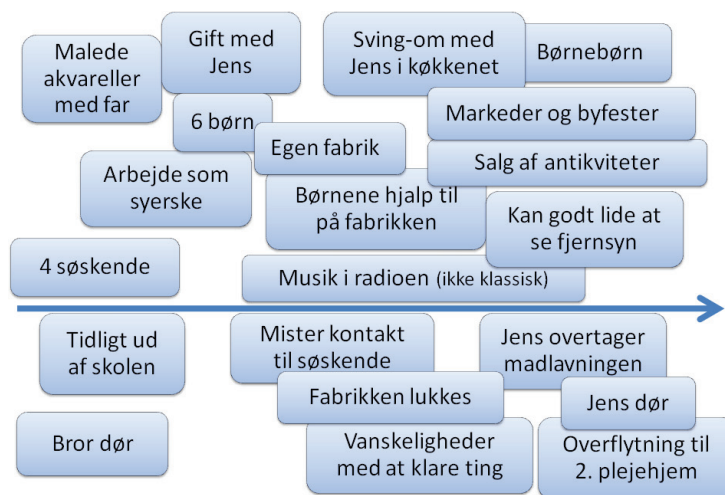 Malede
akvareller
med far
Gift med
Jens
Sving-om med
Jens i køkkenet
Børnebørn
6 børn
Markeder og byfester
Egen fabrik
Salg af antikviteter
Arbejde som
syerske
Børnene hjalp til
på fabrikken
Kan godt lide at
se fjernsyn
4 søskende
Musik i radioen (ikke klassisk)
Tidligt ud
af skolen
Mister kontakt
til søskende
Jens overtager
madlavningen
Fabrikken lukkes
Jens dør
Bror dør
Vanskeligheder
med at klare ting
Overflytning til
2. plejehjem